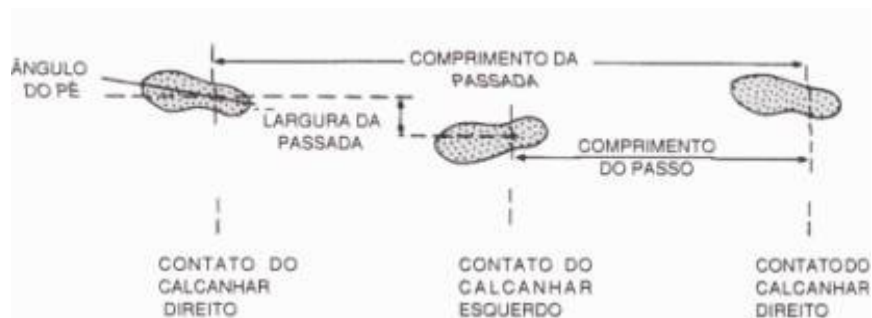 COMPRIMENTO DA
PASSADA
ÂNGULO
DO PÉ
LARGURA DA
PASSADA
COMPRIMENTO
DO PASSO
CONTATO DO
CALCANHAR
DIREITO
CONTATO DO
CALCANHAR
ESQUERDO
CONTATO DO
CALCANHAR
DIREITO